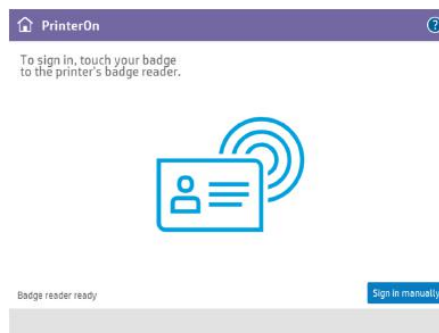 PrinterOn
?
To sign in, touch your badge
to the printer's badge reader.
Badge reader ready
Sign in manually